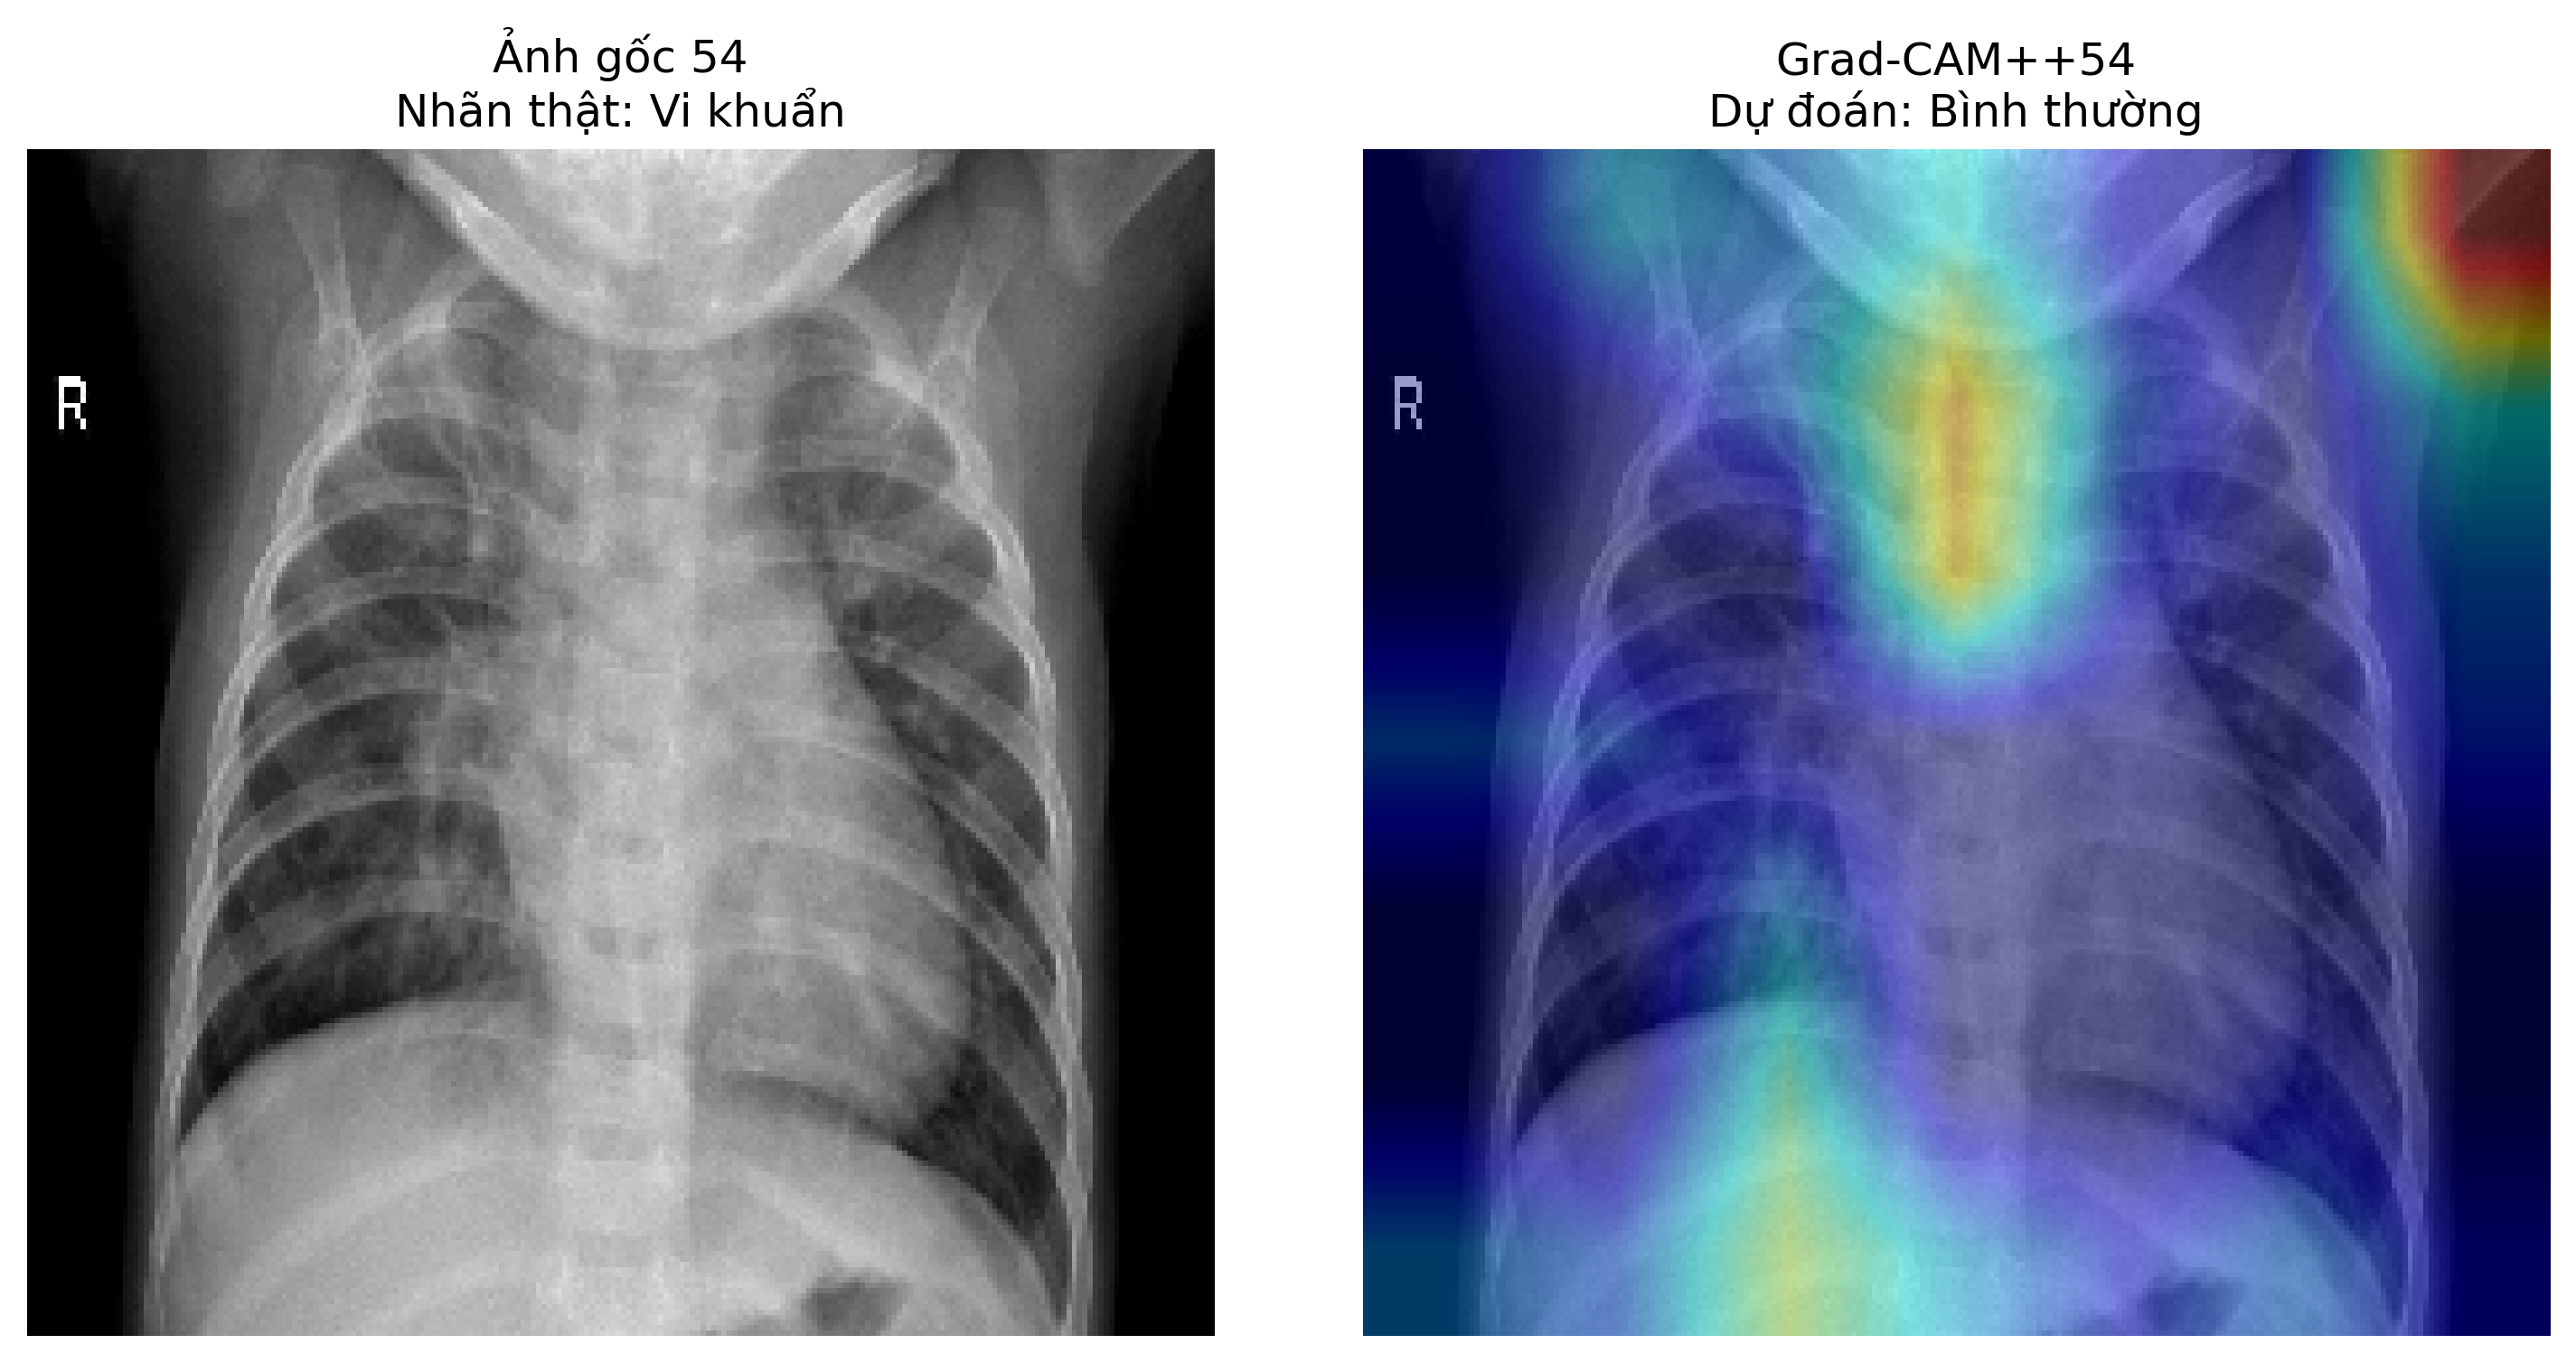 Ảnh gốc 54
Nhãn thật: Vi khuẩn
Grad-CAM++54
Dự đoán: Bình thường
R
R